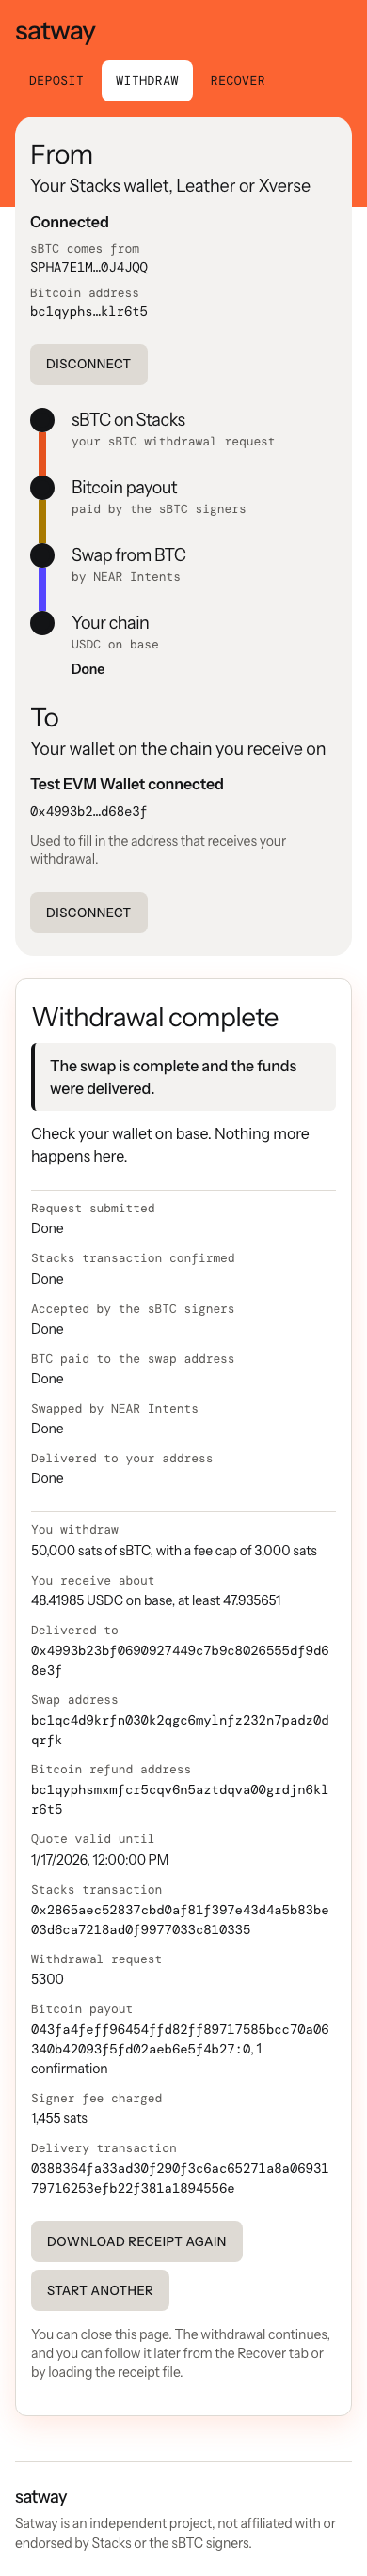 satway
DEPOSIT
WITHDRAW
RECOVER
From
Your Stacks wallet, Leather or Xverse
Connected
sBTC comes from
SPHA7E1M…0J4JQQ
Bitcoin address
bc1qyphs…klr6t5
DISCONNECT
sBTC on Stacks
your sBTC withdrawal request
Bitcoin payout
paid by the sBTC signers
Swap from BTC
by NEAR Intents
Your chain
USDC on base
Done
To
Your wallet on the chain you receive on
Test EVM Wallet connected
0x4993b2…d68e3f
Used to fill in the address that receives your
withdrawal.
DISCONNECT
Withdrawal complete
The swap is complete and the funds
were delivered.
Check your wallet on base. Nothing more
happens here.
Request submitted
Done
Stacks transaction confirmed
Done
Accepted by the sBTC signers
Done
BTC paid to the swap address
Done
Swapped by NEAR Intents
Done
Delivered to your address
Done
You withdraw
50,000 sats of sBTC, with a fee cap of 3,000 sats
You receive about
48.41985 USDC on base, at least 47.935651
Delivered to
0x4993b23bf0690927449c7b9c8026555df9d6
8e3f
Swap address
bc1qc4d9krfn030k2qgc6mylnfz232n7padz0d
qrfk
Bitcoin refund address
bc1qyphsmxmfcr5cqv6n5aztdqva00grdjn6kl
r6t5
Quote valid until
1/17/2026, 12:00:00 PM
Stacks transaction
0x2865aec52837cbd0af81f397e43d4a5b83be
03d6ca7218ad0f9977033c810335
Withdrawal request
5300
Bitcoin payout
043fa4feff96454ffd82ff89717585bcc70a06
340b42093f5fd02aeb6e5f4b27:0, 1
confirmation
Signer fee charged
1,455 sats
Delivery transaction
0388364fa33ad30f290f3c6ac65271a8a06931
79716253efb22f381a1894556e
DOWNLOAD RECEIPT AGAIN
START ANOTHER
You can close this page. The withdrawal continues,
and you can follow it later from the Recover tab or
by loading the receipt file.
satway
Satway is an independent project, not affiliated with or
endorsed by Stacks or the sBTC signers.